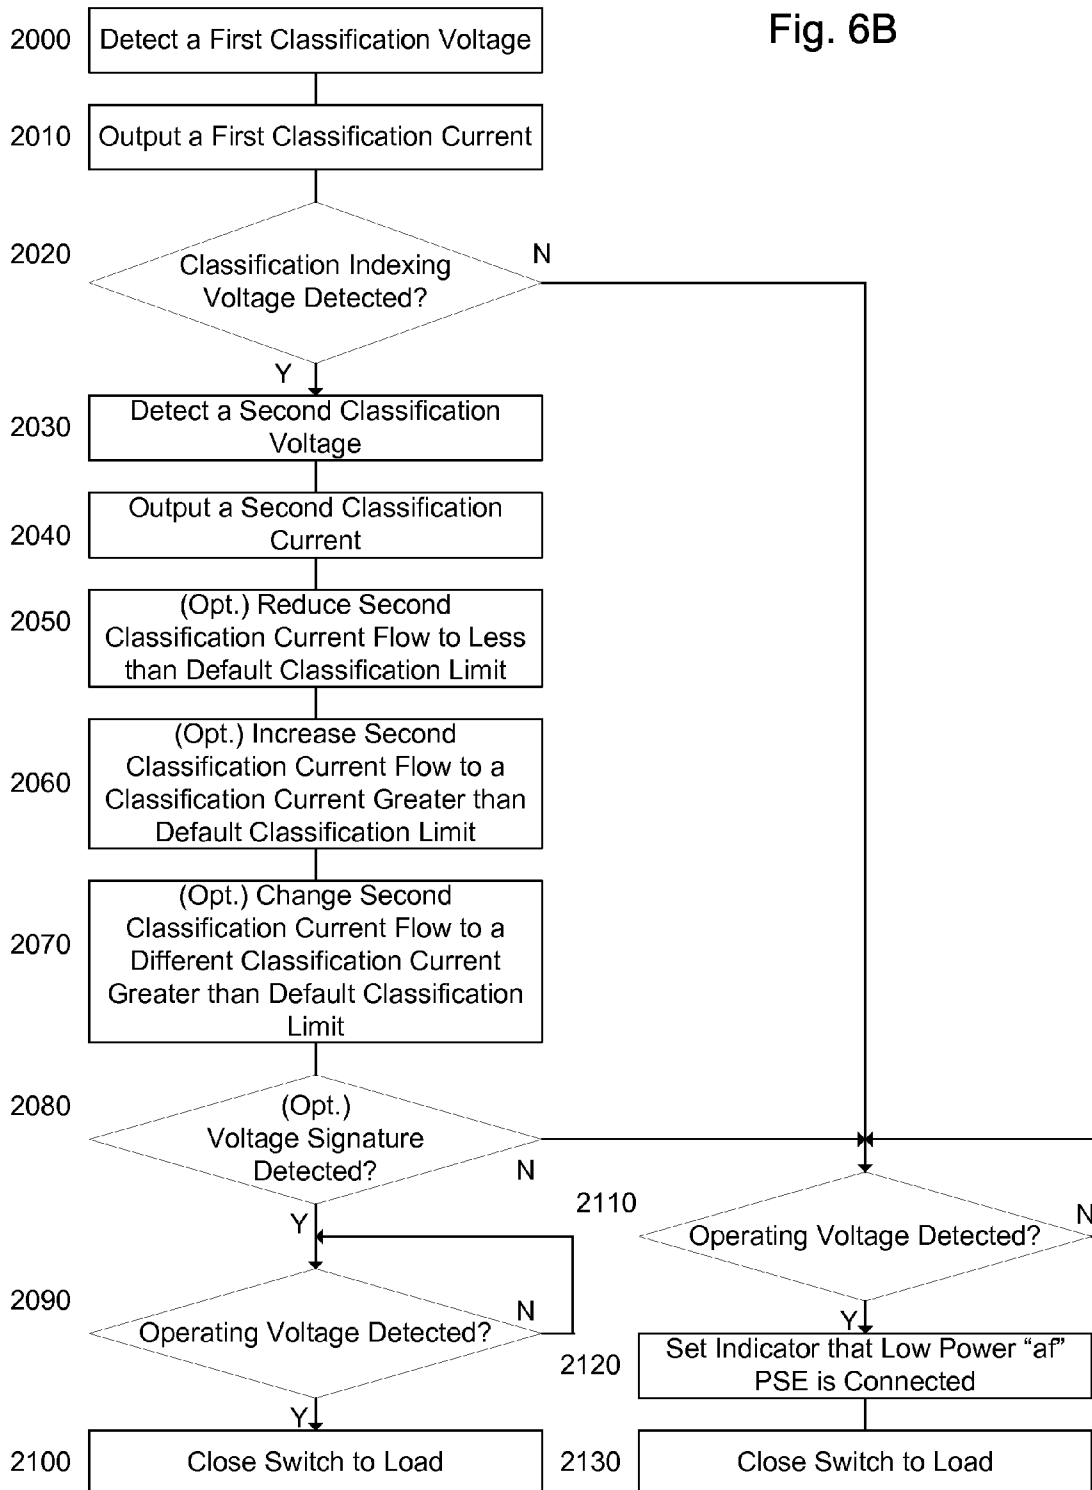 Fig. 6B
2000
Detect a First Classification Voltage
2010
Output a First Classification Current
2020
Classification Indexing
Voltage Detected?
N
Y
2030
Detect a Second Classification
Voltage
2040
Output a Second Classification
Current
2050
(Opt.) Reduce Second
Classification Current Flow to Less
than Default Classification Limit
2060
(Opt.) Increase Second
Classification Current Flow to a
Classification Current Greater than
Default Classification Limit
2070
(Opt.) Change Second
Classification Current Flow to a
Different Classification Current
Greater than Default Classification
Limit
2080
(Opt.)
Voltage Signature
Detected?
N
Y
2090
Operating Voltage Detected?
N
Y
2100
Close Switch to Load
2110
Operating Voltage Detected?
N
Y
2120
Set Indicator that Low Power “af”
PSE is Connected
2130
Close Switch to Load